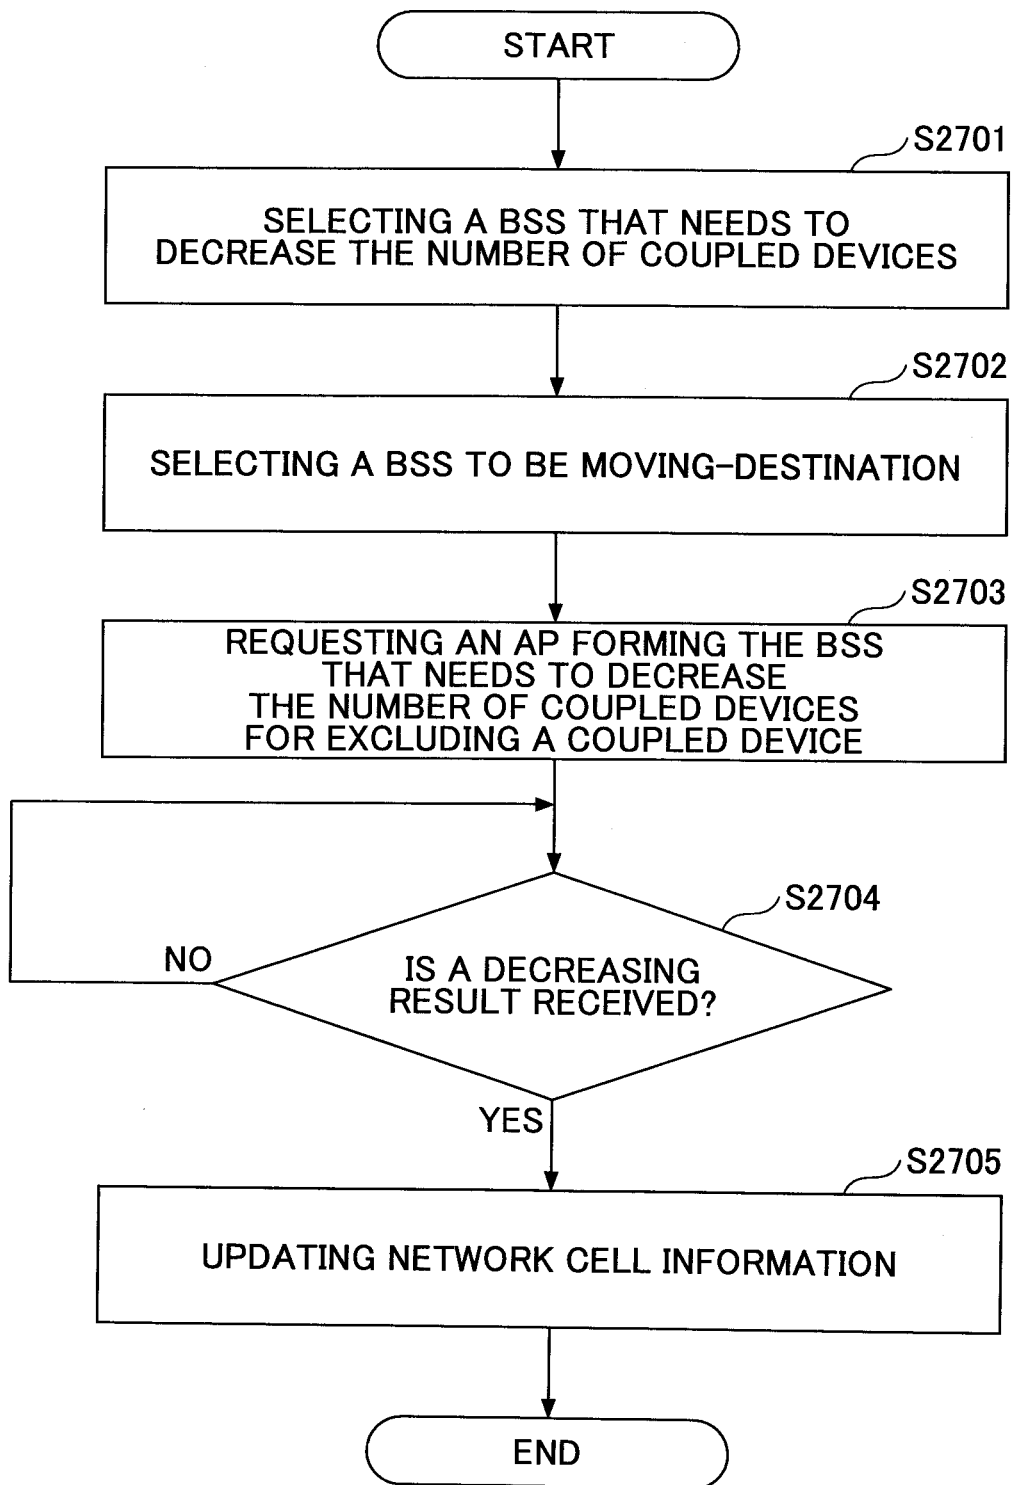 START
S2701
SELECTING A BSS THAT NEEDS TO
DECREASE THE NUMBER OF COUPLED DEVICES
S2702
SELECTING A BSS TO BE MOVING-DESTINATION
S2703
REQUESTING AN AP FORMING THE BSS
THAT NEEDS TO DECREASE
THE NUMBER OF COUPLED DEVICES
FOR EXCLUDING A COUPLED DEVICE
S2704
NO
IS A DECREASING
RESULT RECEIVED?
YES
S2705
UPDATING NETWORK CELL INFORMATION
END